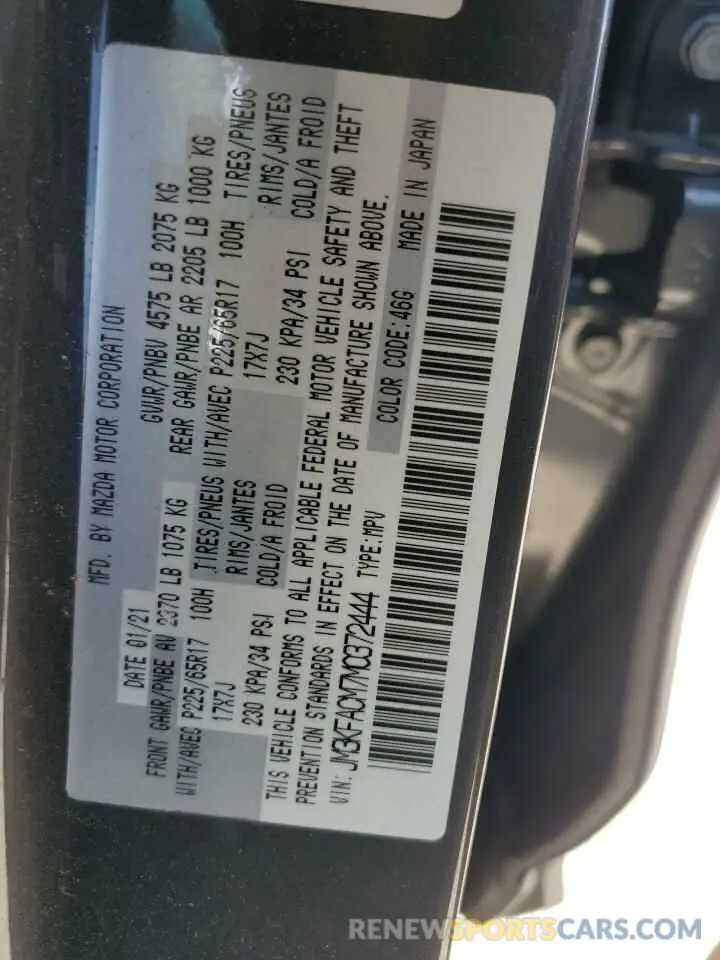 MFD. BY MAZDA MOTOR CORPORATION
DATE 01/21 GVWR/PNBV 4575 LB 2075 KG
FRONT GAWR/PNBE AV 2370 LB 1075 KG REAR GAWR/PNBE AR 2205 LB 1000 KG
WITH/AVEC P225/65R17 100H TIRES/PNEUS WITH/AVEC P225/65R17 100H TIRES/PNEUS
17X7J RIMS/JANTES 17X7J RIMS/JANTES
230 KPA/34 PSI COLD/A FROID 230 KPA/34 PSI COLD/A FROID
THIS VEHICLE CONFORMS TO ALL APPLICABLE FEDERAL MOTOR VEHICLE SAFETY AND THEFT
PREVENTION STANDARDS IN EFFECT ON THE DATE OF MANUFACTURE SHOWN ABOVE.
VIN: JM3KFACM7M0372444 TYPE:MPV COLOR CODE:46G MADE IN JAPAN
RENEWSPORTSCARS.COM